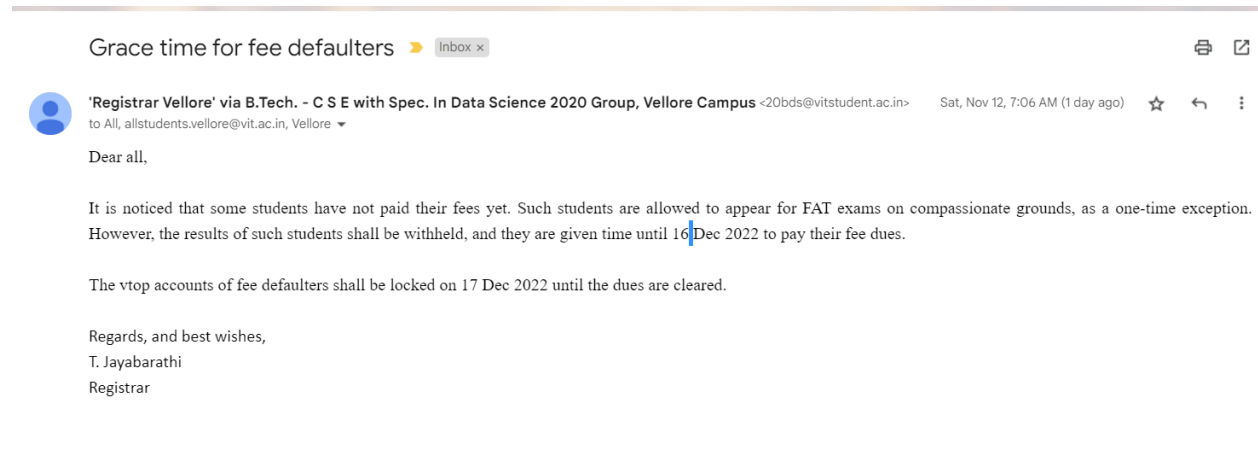 Grace time for fee defaulters Inbox ×
'Registrar Vellore' via B.Tech. - C S E with Spec. In Data Science 2020 Group, Vellore Campus <20bds@vitstudent.ac.in> Sat, Nov 12, 7:06 AM (1 day ago)
to All, allstudents.vellore@vit.ac.in, Vellore
Dear all,
It is noticed that some students have not paid their fees yet. Such students are allowed to appear for FAT exams on compassionate grounds, as a one-time exception.
However, the results of such students shall be withheld, and they are given time until 16 Dec 2022 to pay their fee dues.
The vtop accounts of fee defaulters shall be locked on 17 Dec 2022 until the dues are cleared.
Regards, and best wishes,
T. Jayabarathi
Registrar